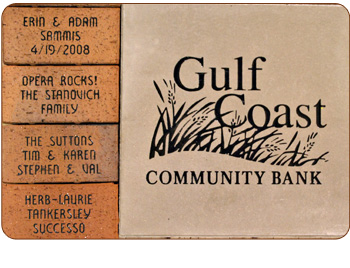 ERIN & ADAM
SAMMIS
4/19/2008
OPERA ROCKS!
THE STANOVICH
FAMILY
THE SUTTONS
TIM & KAREN
STEPHEN & VAL
HERB-LAURIE
TANKERSLEY
SUCCESSO
Gulf
Coast
COMMUNITY BANK